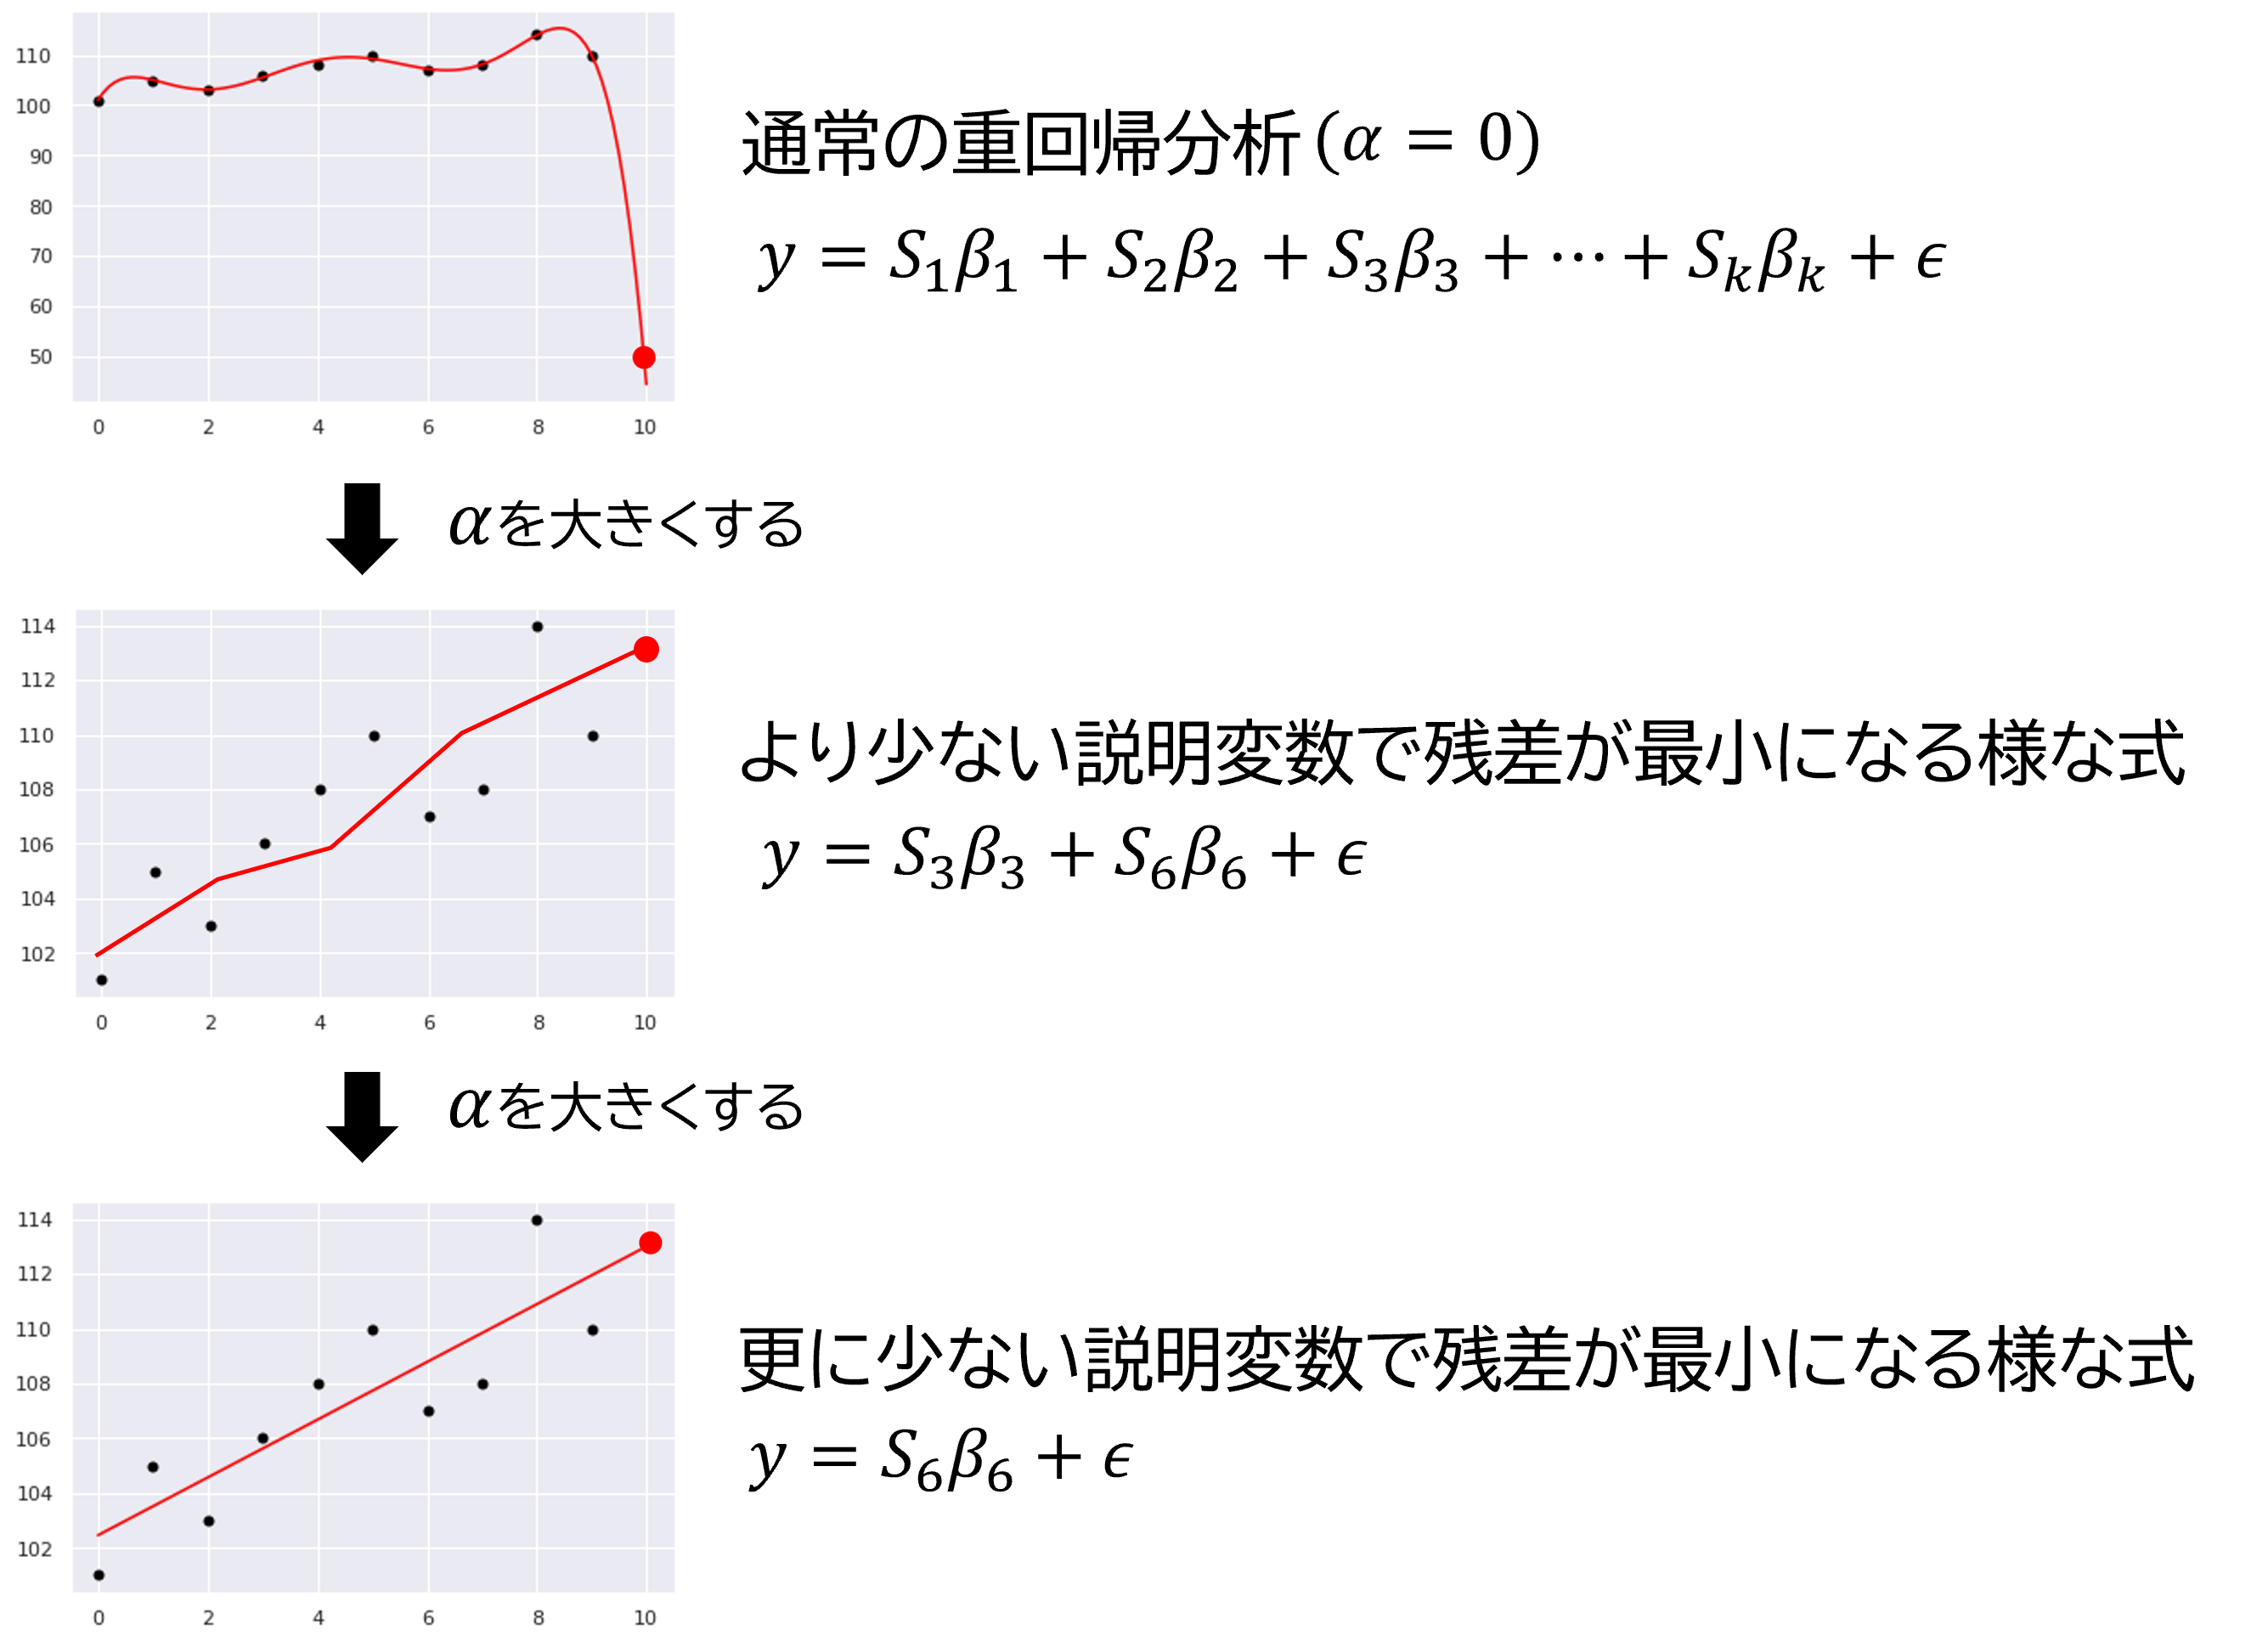 110
100
90
80
70
60
50
0 2 4 6 8 10
通常の重回帰分析(α = 0)
y = S₁β₁ + S₂β₂ + S₃β₃ + ⋯ + Sₖβₖ + ϵ
αを大きくする
114
112
110
108
106
104
102
0 2 4 6 8 10
より少ない説明変数で残差が最小になる様な式
y = S₃β₃ + S₆β₆ + ϵ
αを大きくする
114
112
110
108
106
104
102
0 2 4 6 8 10
更に少ない説明変数で残差が最小になる様な式
y = S₆β₆ + ϵ